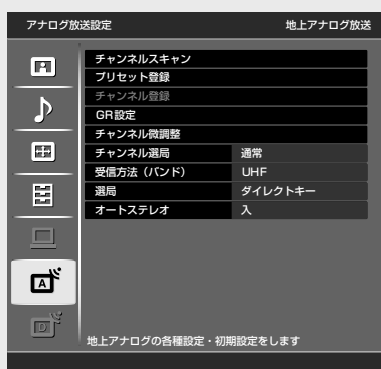 アナログ放送設定 地上アナログ放送
チャンネルスキャン
プリセット登録
チャンネル登録
GR設定
チャンネル微調整
チャンネル選局 通常
受信方法（バンド） UHF
選局 ダイレクトキー
オートステレオ 入
A
D
地上アナログの各種設定・初期設定をします